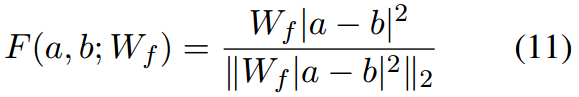 F(a, b; W_f) = \frac{W_f|a − b|^2}{\|W_f|a − b|^2\|_2} (11)